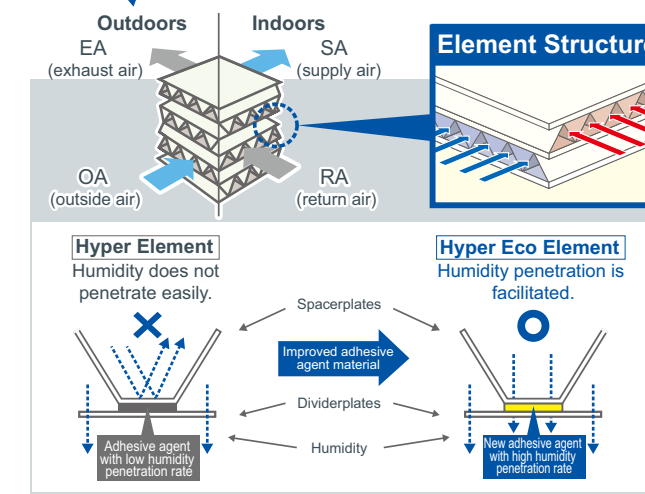 Outdoors
Indoors
EA
(exhaust air)
SA
(supply air)
OA
(outside air)
RA
(return air)
Element Structure
Hyper Element
Humidity does not
penetrate easily.
Hyper Eco Element
Humidity penetration is
facilitated.
Spacerplates
Improved adhesive
agent material
Dividerplates
Humidity
Adhesive agent
with low humidity
penetration rate
New adhesive agent
with high humidity
penetration rate